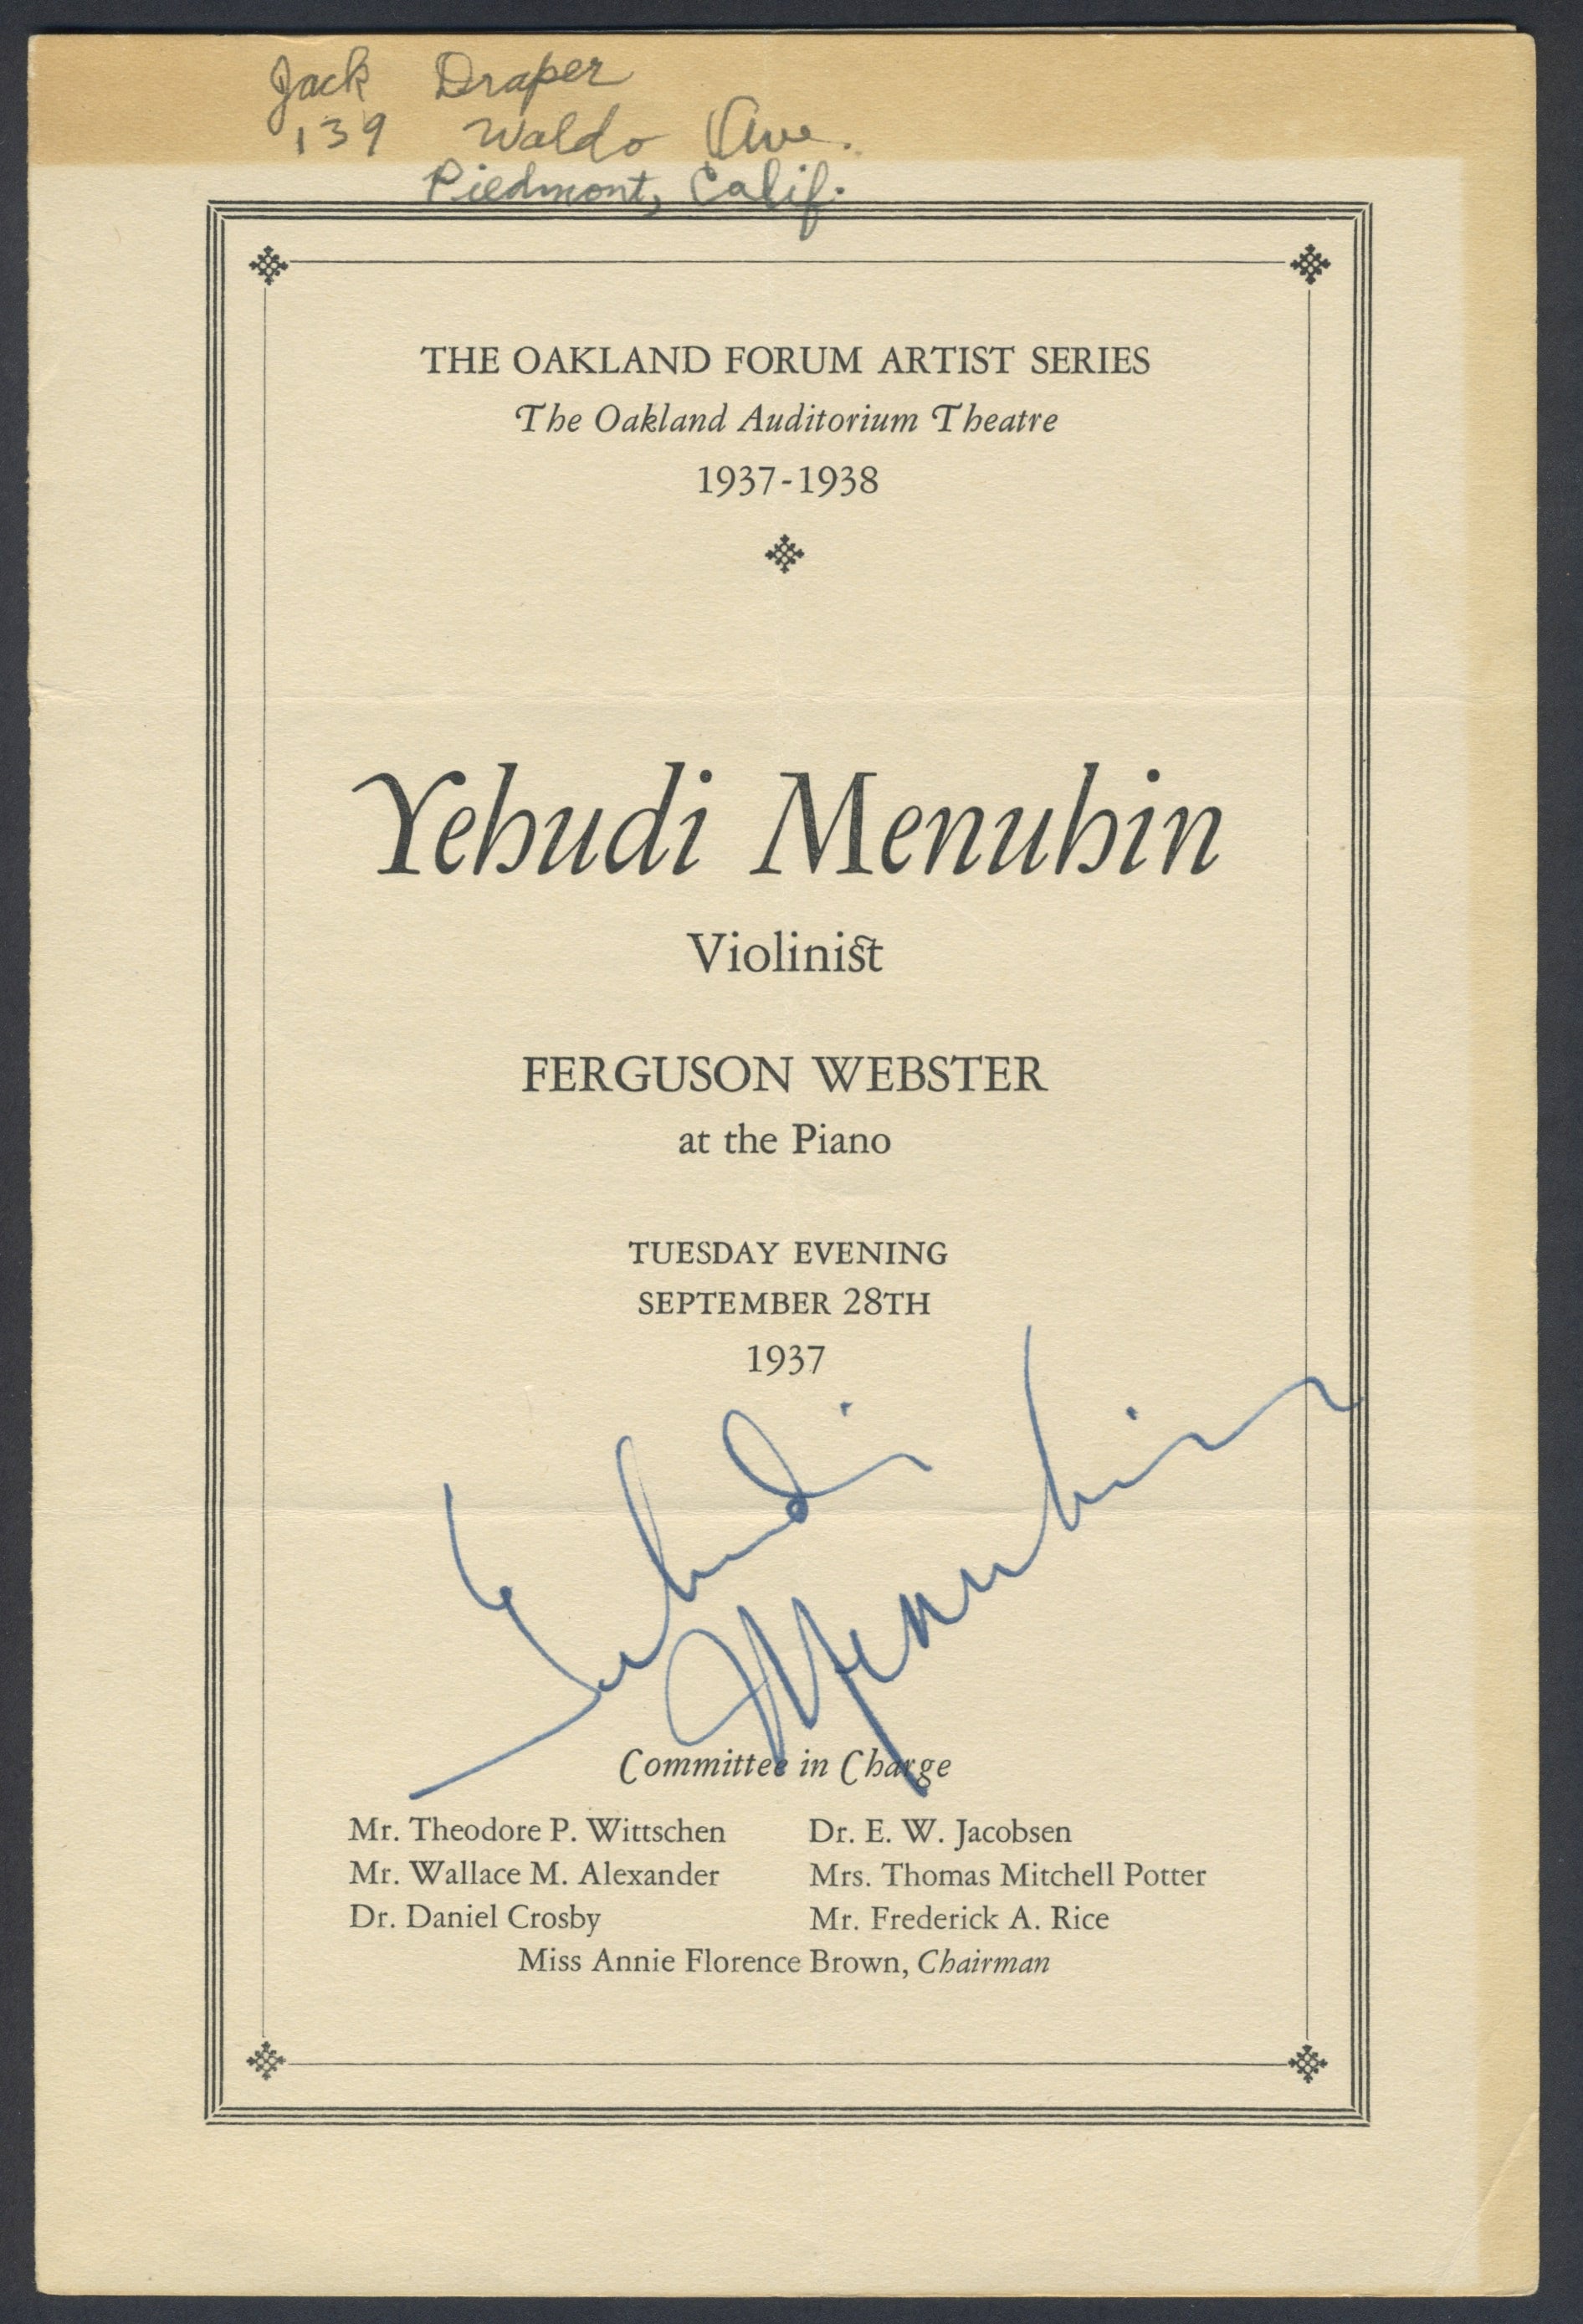 Jack Draper
139 Waldo Ave.
Piedmont, Calif.
THE OAKLAND FORUM ARTIST SERIES
The Oakland Auditorium Theatre
1937-1938
Yehudi Menuhin
Violinist
FERGUSON WEBSTER
at the Piano
TUESDAY EVENING
SEPTEMBER 28TH
1937
Yehudi
Menuhin
Committee in Charge
Mr. Theodore P. Wittschen Dr. E. W. Jacobsen
Mr. Wallace M. Alexander Mrs. Thomas Mitchell Potter
Dr. Daniel Crosby Mr. Frederick A. Rice
Miss Annie Florence Brown, Chairman